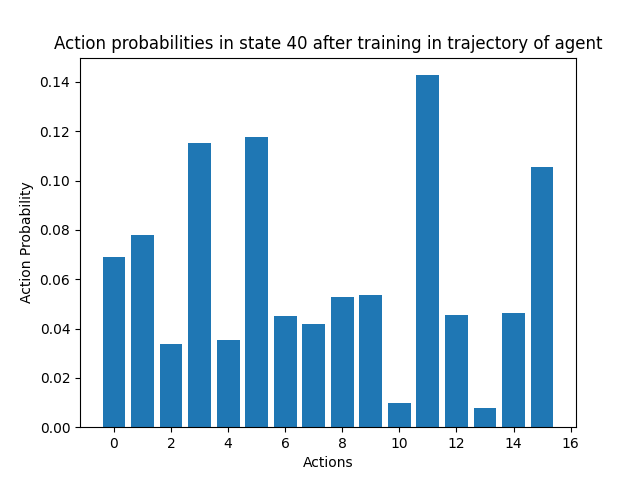 Action probabilities in state 40 after training in trajectory of agent
0.14
0.12
0.10
0.08
0.06
0.04
0.02
0.00
Action Probability
0 2 4 6 8 10 12 14 16
Actions